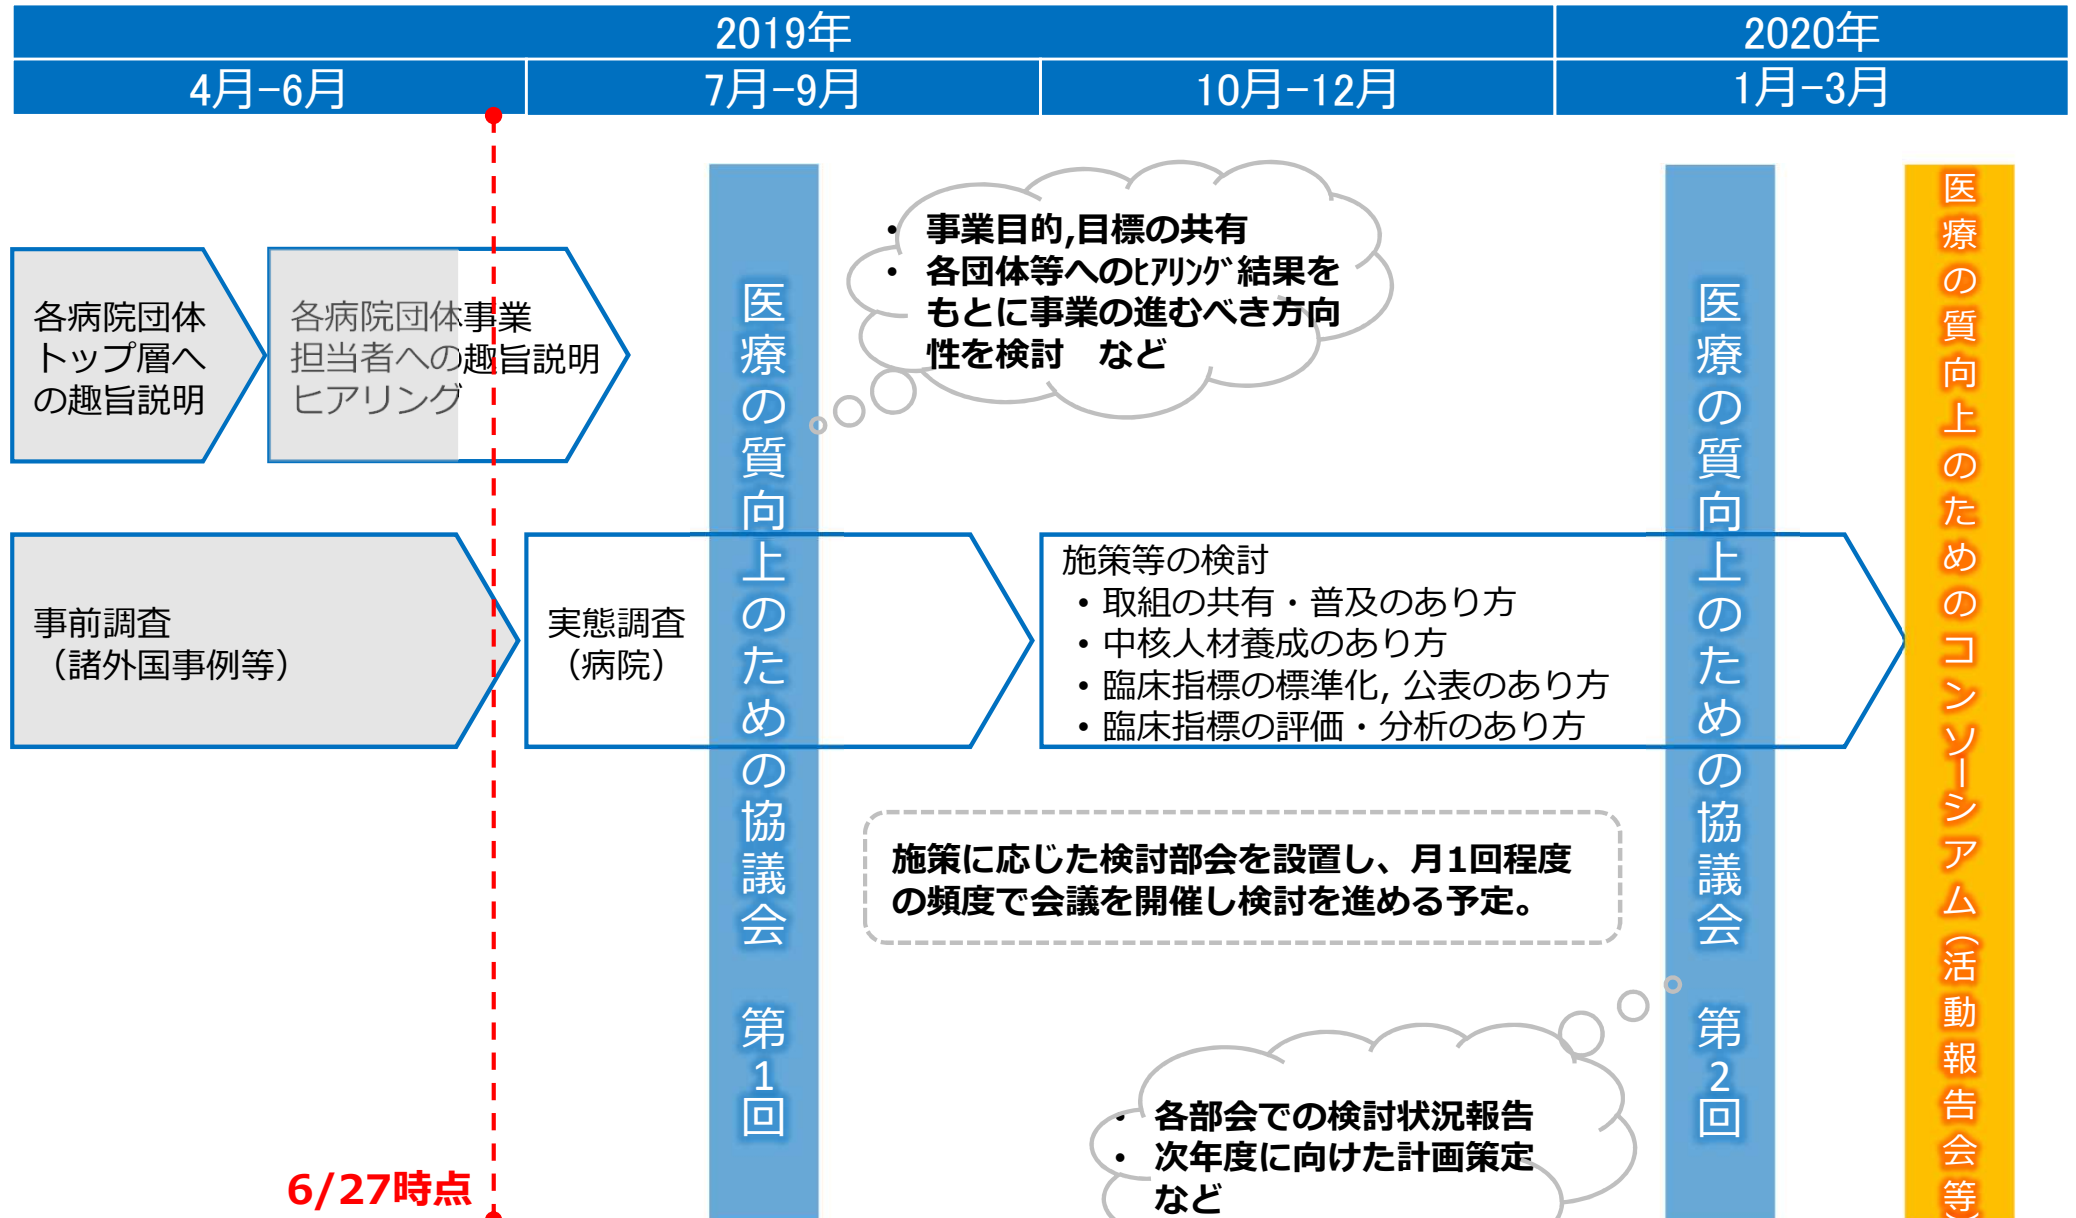 2019年
2020年
4月-6月
7月-9月
10月-12月
1月-3月
各病院団体
トップ層へ
の趣旨説明
各病院団体事業
担当者への趣旨説明
ヒアリング
医療の質向上のための協議会　第1回
• 事業目的,目標の共有
• 各団体等へのﾋｱﾘﾝｸﾞ結果を
もとに事業の進むべき方向
性を検討　など
医療の質向上のための協議会　第2回
医療の質向上のためのコンソーシアム（活動報告会等）
事前調査
（諸外国事例等）
実態調査
（病院）
施策等の検討
• 取組の共有・普及のあり方
• 中核人材養成のあり方
• 臨床指標の標準化, 公表のあり方
• 臨床指標の評価・分析のあり方
施策に応じた検討部会を設置し、月1回程度
の頻度で会議を開催し検討を進める予定。
• 各部会での検討状況報告
• 次年度に向けた計画策定
など
6/27時点